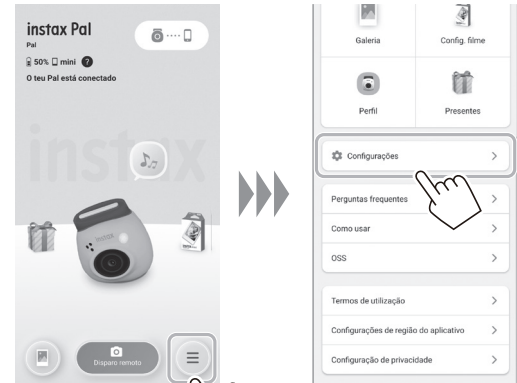 instax Pal
Pal
50% mini ?
O teu Pal está conectado
instax
instax
Disparo remoto
Galeria
Config. filme
Perfil
Presentes
Configurações
Perguntas frequentes
Como usar
OSS
Termos de utilização
Configurações de região do aplicativo
Configuração de privacidade